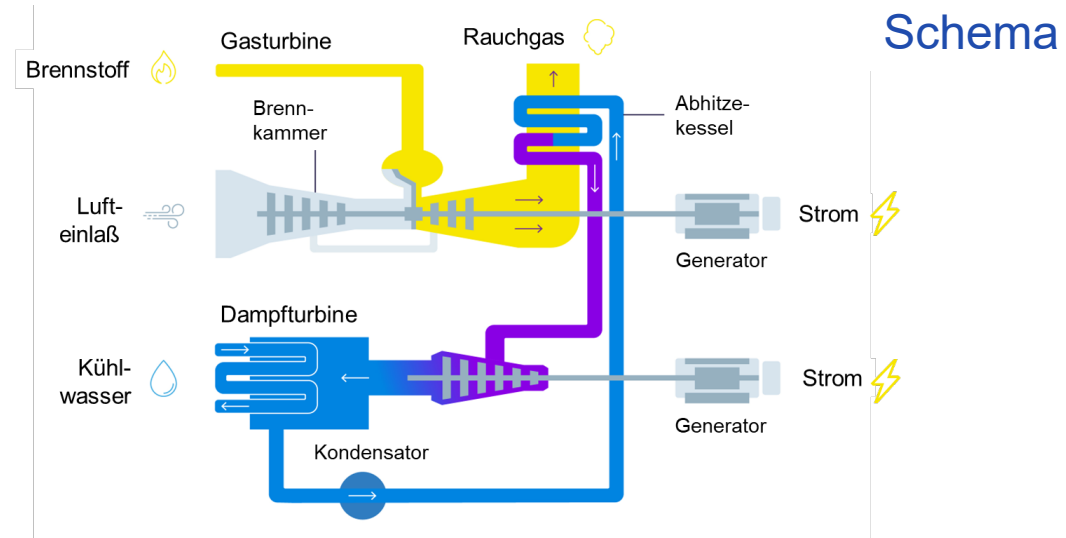 Schema
Rauchgas
Gasturbine
Brennstoff
Brenn-
kammer
Abhitze-
kessel
Luft-
einlaß
Strom
Generator
Dampfturbine
Kühl-
wasser
Strom
Generator
Kondensator